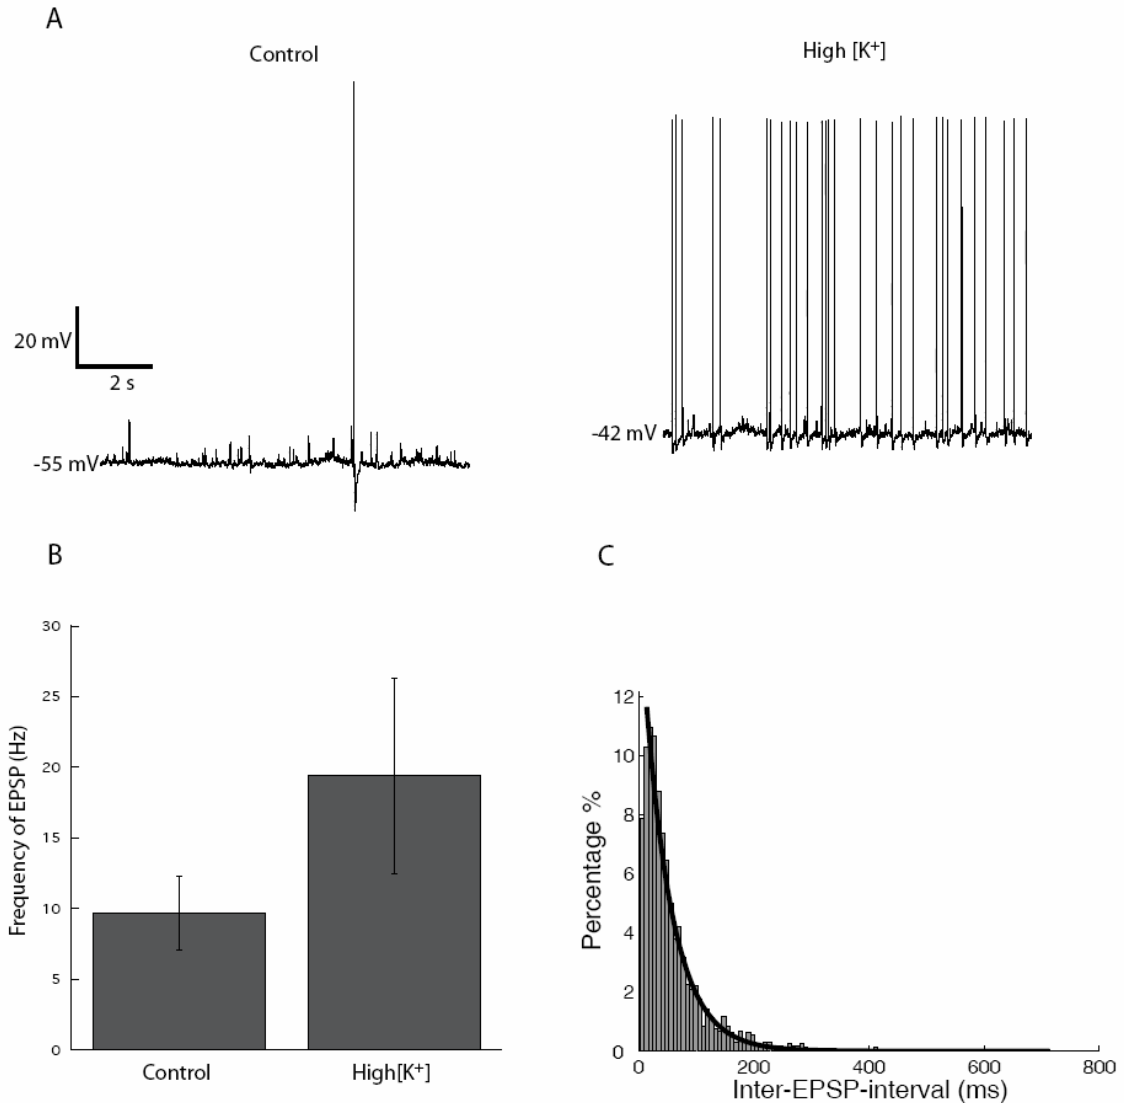 A
Control
High [K⁺]
20 mV
2 s
-55 mV
-42 mV
B
C
30
25
20
15
10
5
0
Frequency of EPSP (Hz)
Control
High[K⁺]
12
10
8
6
4
2
0
Percentage %
0
200
400
600
800
Inter-EPSP-interval (ms)